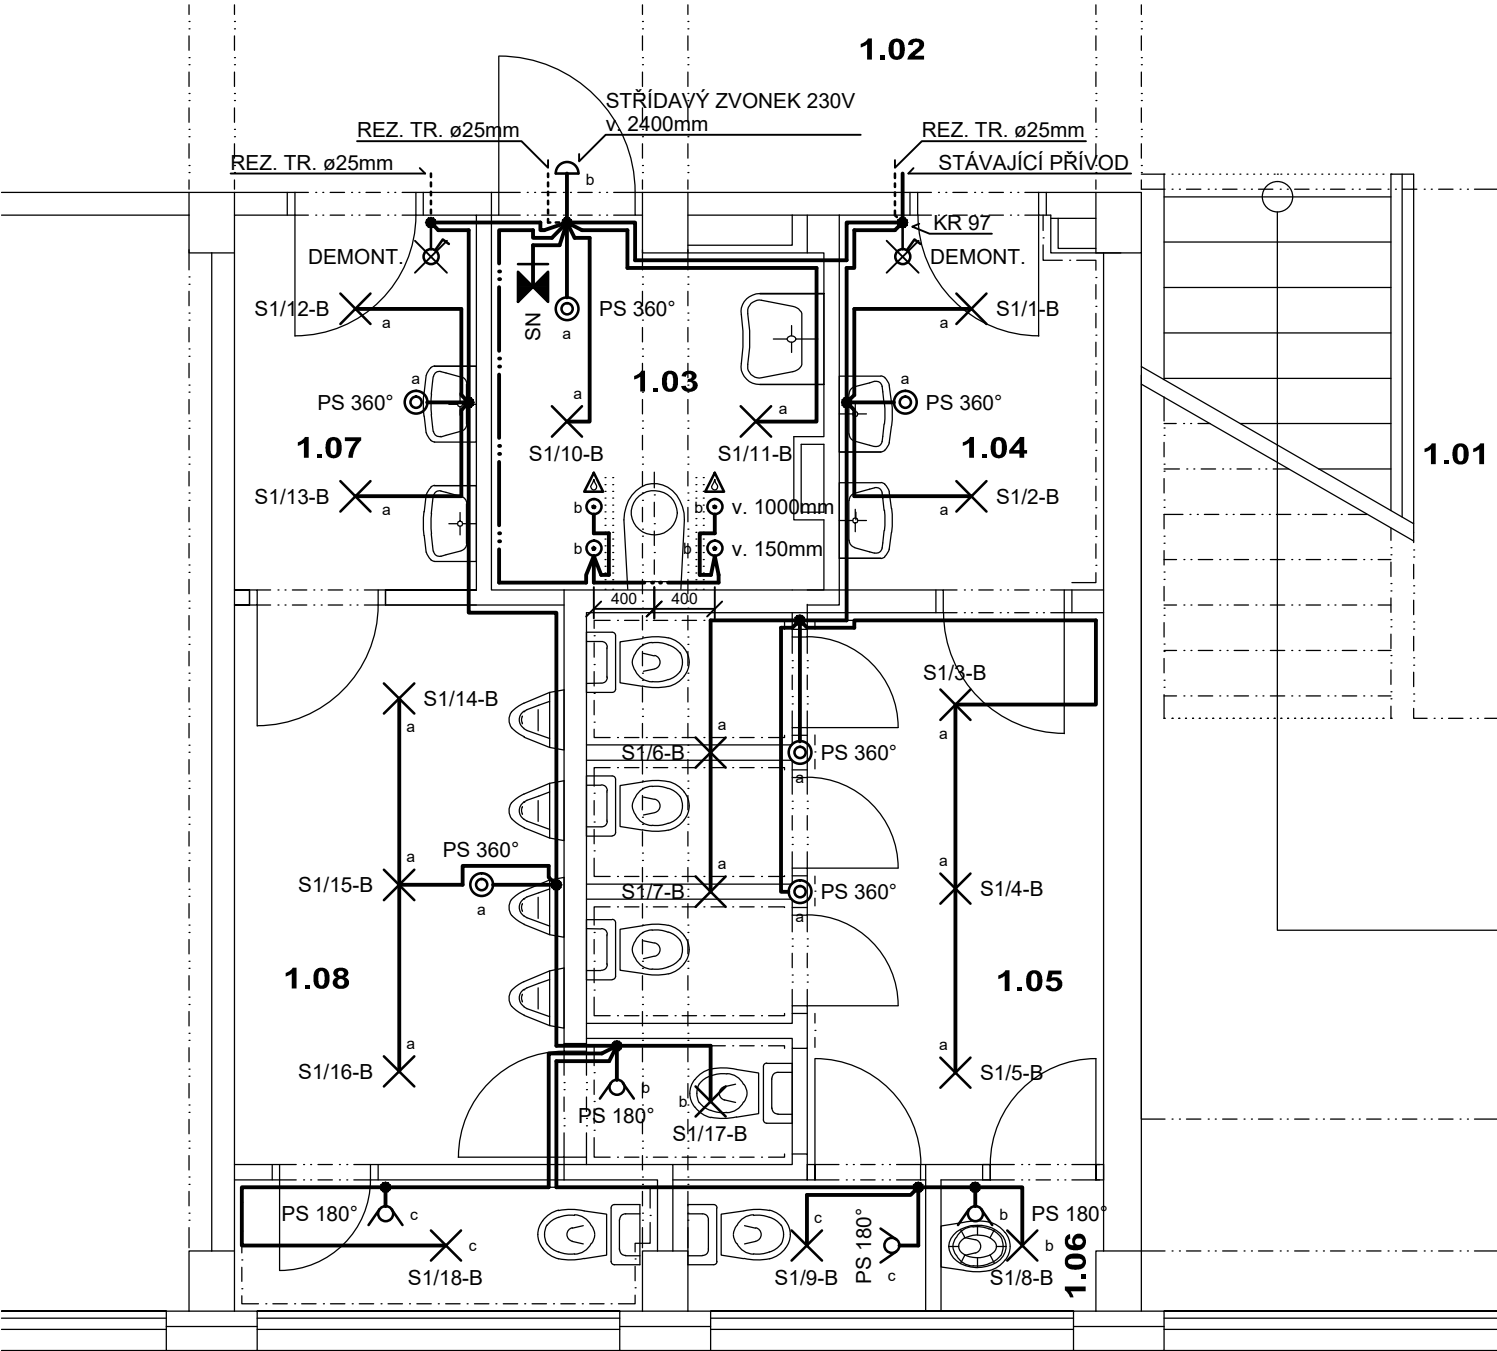 1.02
STŘÍDAVÝ ZVONEK 230V
v. 2400mm
REZ. TR. ø25mm
REZ. TR. ø25mm
REZ. TR. ø25mm
STÁVAJÍCÍ PŘÍVOD
b
KR 97
DEMONT.
DEMONT.
S1/12-B
a
SN
PS 360°
a
S1/1-B
a
1.03
PS 360°
a
a
a
PS 360°
a
1.07
S1/10-B
S1/11-B
1.04
1.01
S1/13-B
a
b
b
v. 1000mm
S1/2-B
a
b
b
v. 150mm
400
400
S1/14-B
a
S1/3-B
a
S1/6-B
a
PS 360°
a
PS 360°
a
S1/15-B
a
S1/7-B
a
PS 360°
a
S1/4-B
a
1.08
1.05
S1/16-B
a
S1/5-B
a
PS 180°
b
b
S1/17-B
PS 180°
c
c
S1/18-B
c
S1/9-B
PS 180°
c
b
PS 180°
b
S1/8-B
1.06